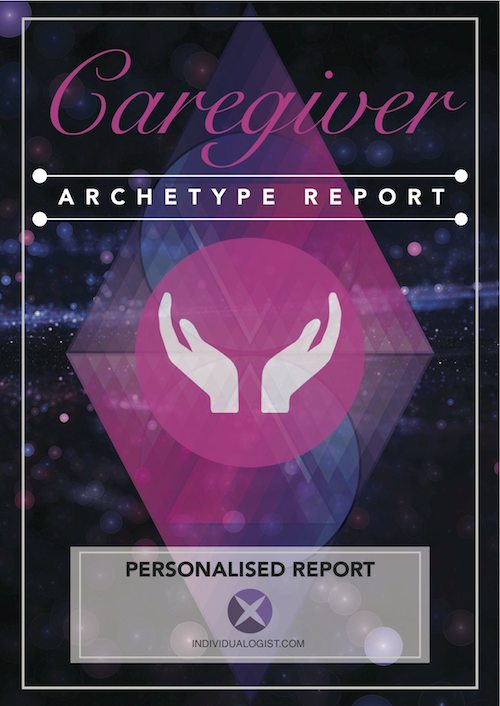 Caregiver
ARCHETYPE REPORT
PERSONALISED REPORT
INDIVIDUALOGIST.COM